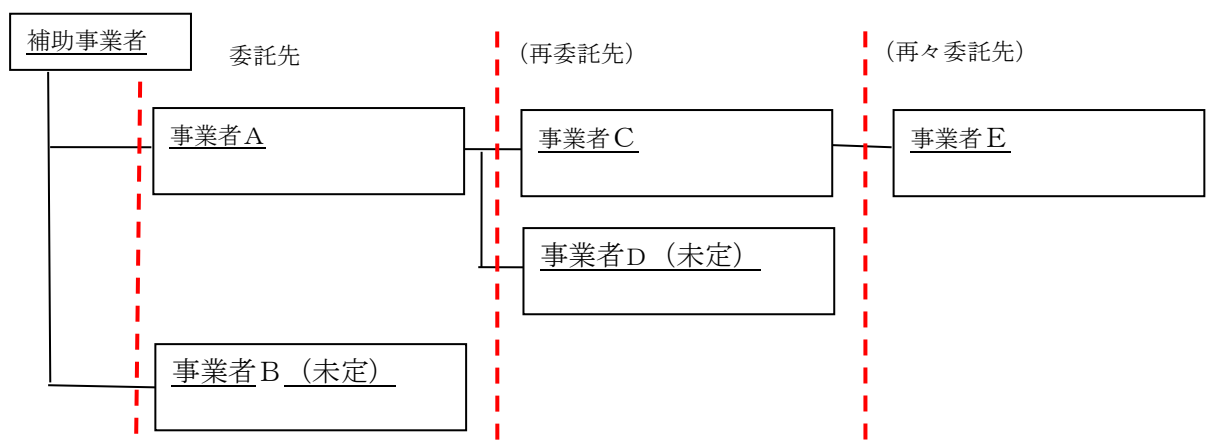 補助事業者
委託先
（再委託先）
（再々委託先）
事業者Ａ
事業者Ｃ
事業者Ｅ
事業者D（未定）
事業者Ｂ（未定）